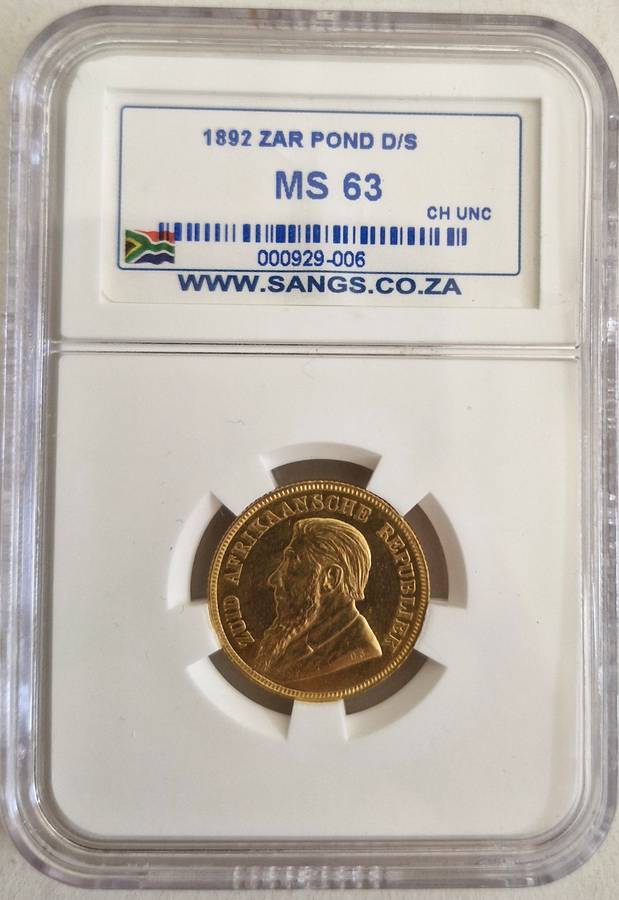 1892 ZAR POND D/S
MS 63
CH UNC
000929-006
WWW.SANGS.CO.ZA
ZUID AFRIKAANSCHE REPUBLIEK